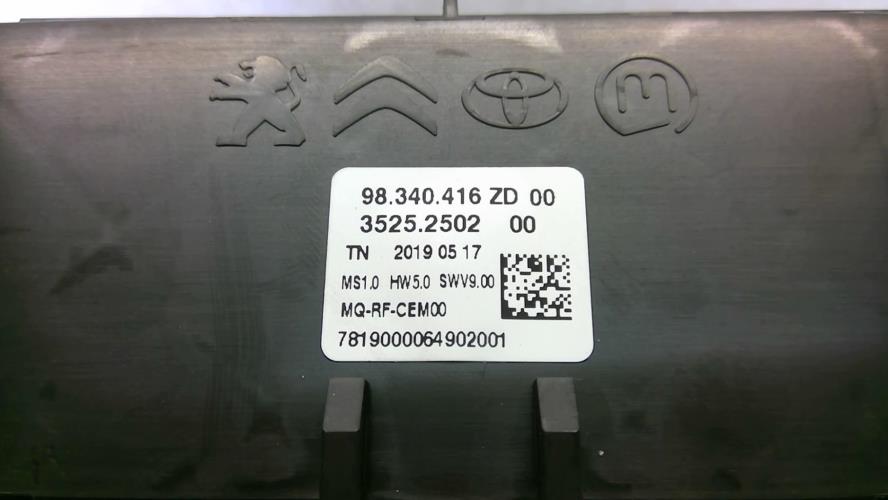 98.340.416 ZD 00
3525.2502 00
TN 2019 05 17
MS1.0 HW5.0 SWV9.00
MQ-RF-CEM00
7819000064902001